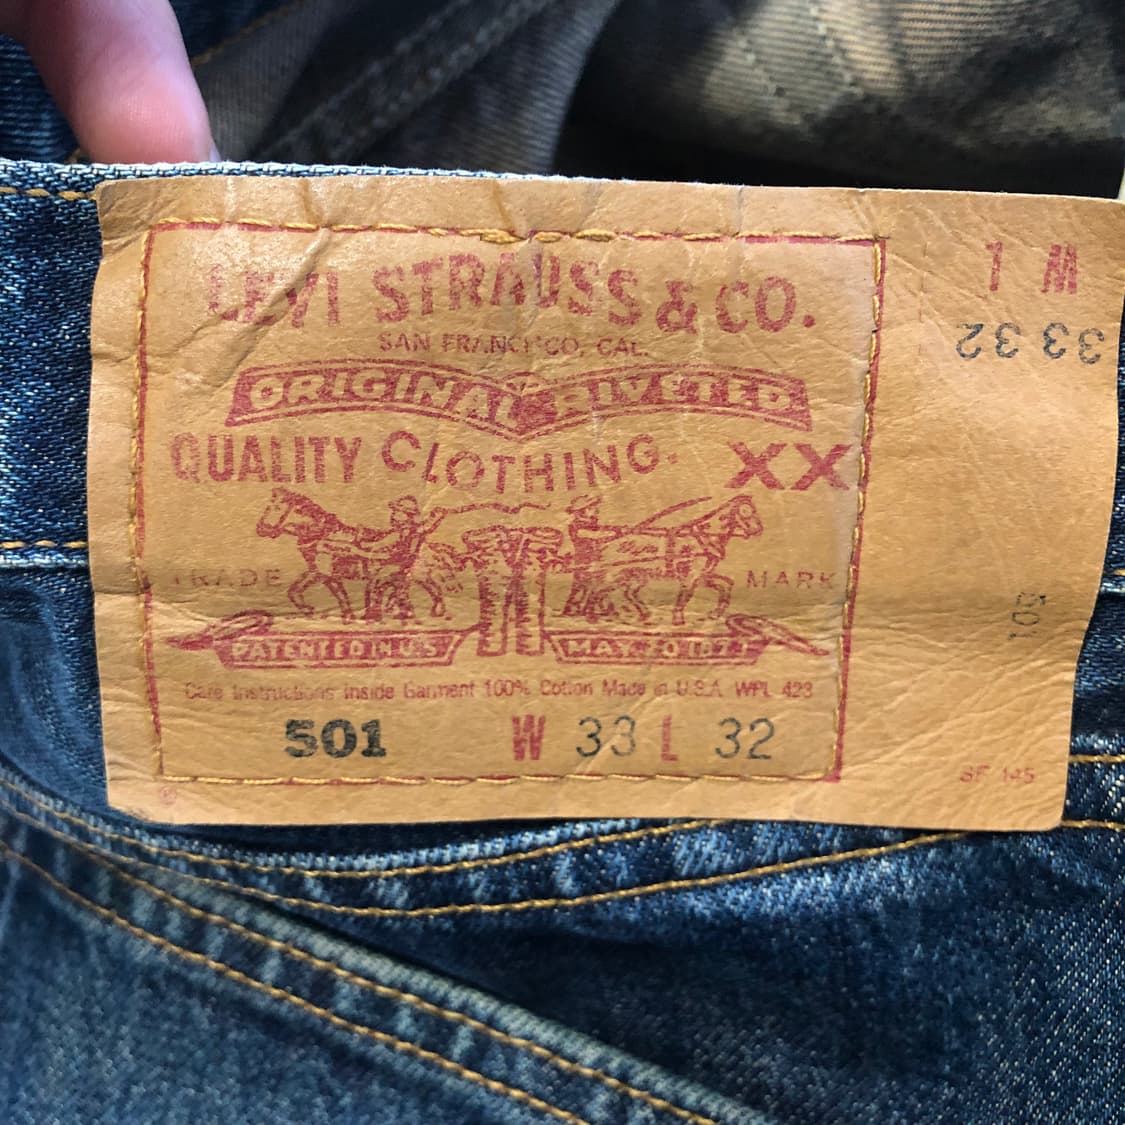 LEVI STRAUSS & CO.
SAN FRANCISCO, CAL.
ORIGINAL RIVETED
QUALITY CLOTHING. XX
TRADE MARK
PATENTED IN U.S. MAY 20 1873
Care Instructions Inside Garment 100% Cotton Made in U.S.A. WPL 423
501 W 33 L 32
®
W L
33 32
501
SF 145